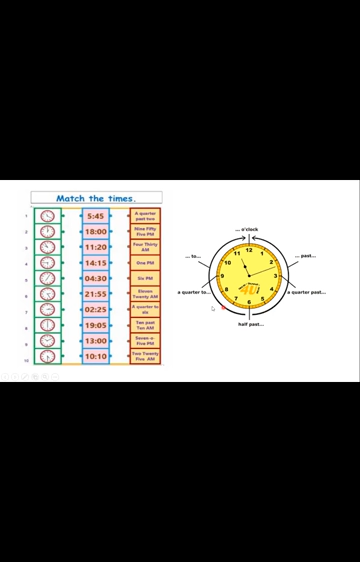 Match the times.
1
5:45
A quarter
past two
2
18:00
Nine Fifty
Five PM
3
11:20
Four Thirty
AM
4
14:15
One PM
5
04:30
Six PM
6
21:55
Eleven
Twenty AM
7
02:25
A quarter to
six
8
19:05
Ten past
Ten AM
9
13:00
Seven o
Five PM
10
10:10
Two Twenty
Five AM
... o'clock
... to...
... past...
a quarter to...
a quarter past...
half past...
12
1
2
3
4
5
6
7
8
9
10
11